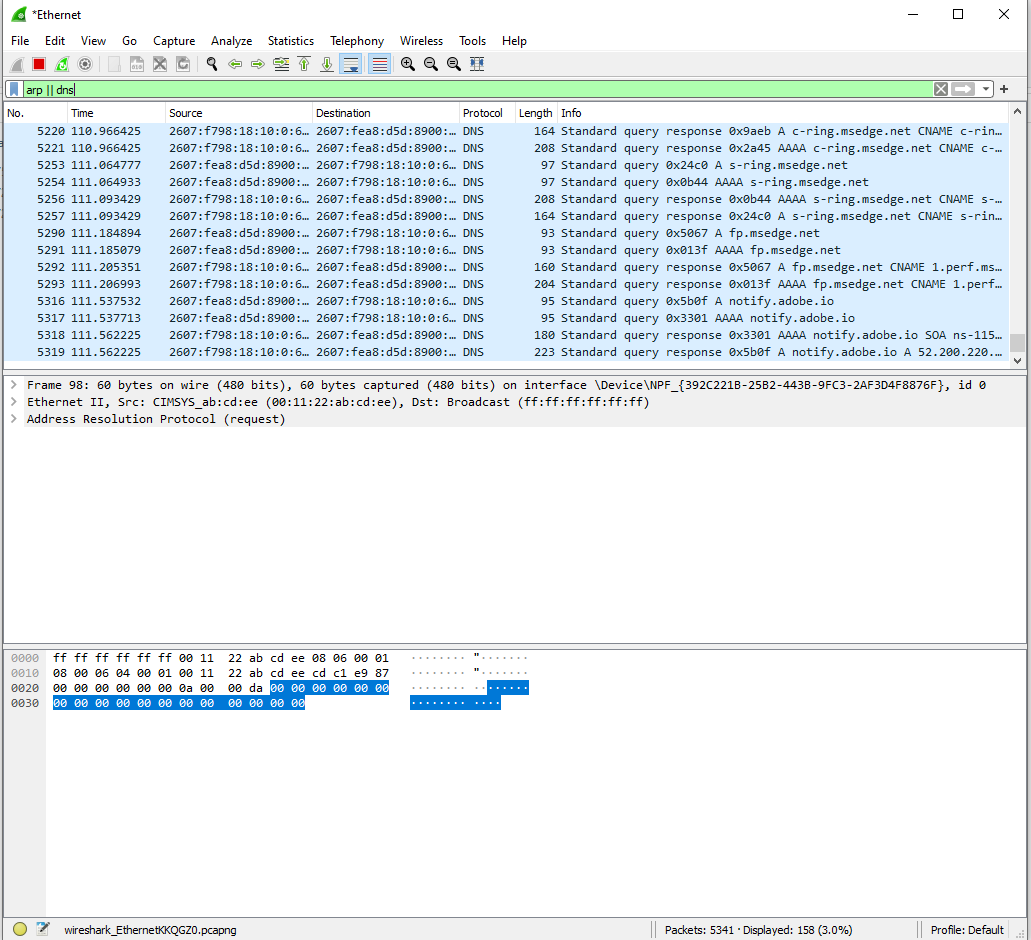 *Ethernet
File Edit View Go Capture Analyze Statistics Telephony Wireless Tools Help
arp || dns
No. Time Source Destination Protocol Length Info
5220 110.966425 2607:f798:18:10:0:6… 2607:fea8:d5d:8900:… DNS 164 Standard query response 0x9aeb A c-ring.msedge.net CNAME c-rin…
5221 110.966425 2607:f798:18:10:0:6… 2607:fea8:d5d:8900:… DNS 208 Standard query response 0x2a45 AAAA c-ring.msedge.net CNAME c-…
5253 111.064777 2607:fea8:d5d:8900:… 2607:f798:18:10:0:6… DNS 97 Standard query 0x24c0 A s-ring.msedge.net
5254 111.064933 2607:fea8:d5d:8900:… 2607:f798:18:10:0:6… DNS 97 Standard query 0x0b44 AAAA s-ring.msedge.net
5256 111.093429 2607:f798:18:10:0:6… 2607:fea8:d5d:8900:… DNS 208 Standard query response 0x0b44 AAAA s-ring.msedge.net CNAME s-…
5257 111.093429 2607:f798:18:10:0:6… 2607:fea8:d5d:8900:… DNS 164 Standard query response 0x24c0 A s-ring.msedge.net CNAME s-rin…
5290 111.184894 2607:fea8:d5d:8900:… 2607:f798:18:10:0:6… DNS 93 Standard query 0x5067 A fp.msedge.net
5291 111.185079 2607:fea8:d5d:8900:… 2607:f798:18:10:0:6… DNS 93 Standard query 0x013f AAAA fp.msedge.net
5292 111.205351 2607:f798:18:10:0:6… 2607:fea8:d5d:8900:… DNS 160 Standard query response 0x5067 A fp.msedge.net CNAME 1.perf.ms…
5293 111.206993 2607:f798:18:10:0:6… 2607:fea8:d5d:8900:… DNS 204 Standard query response 0x013f AAAA fp.msedge.net CNAME 1.perf…
5316 111.537532 2607:fea8:d5d:8900:… 2607:f798:18:10:0:6… DNS 95 Standard query 0x5b0f A notify.adobe.io
5317 111.537713 2607:fea8:d5d:8900:… 2607:f798:18:10:0:6… DNS 95 Standard query 0x3301 AAAA notify.adobe.io
5318 111.562225 2607:f798:18:10:0:6… 2607:fea8:d5d:8900:… DNS 180 Standard query response 0x3301 AAAA notify.adobe.io SOA ns-115…
5319 111.562225 2607:f798:18:10:0:6… 2607:fea8:d5d:8900:… DNS 223 Standard query response 0x5b0f A notify.adobe.io A 52.200.220.…
Frame 98: 60 bytes on wire (480 bits), 60 bytes captured (480 bits) on interface \Device\NPF_{392C221B-25B2-443B-9FC3-2AF3D4F8876F}, id 0
Ethernet II, Src: CIMSYS_ab:cd:ee (00:11:22:ab:cd:ee), Dst: Broadcast (ff:ff:ff:ff:ff:ff)
Address Resolution Protocol (request)
0000 ff ff ff ff ff ff 00 11 22 ab cd ee 08 06 00 01 ········ "·······
0010 08 00 06 04 00 01 00 11 22 ab cd ee cd c1 e9 87 ········ "·······
0020 00 00 00 00 00 00 0a 00 00 da 00 00 00 00 00 00 ········ ········
0030 00 00 00 00 00 00 00 00 00 00 00 00 ········ ····
wireshark_EthernetKKQGZ0.pcapng Packets: 5341 · Displayed: 158 (3.0%) Profile: Default